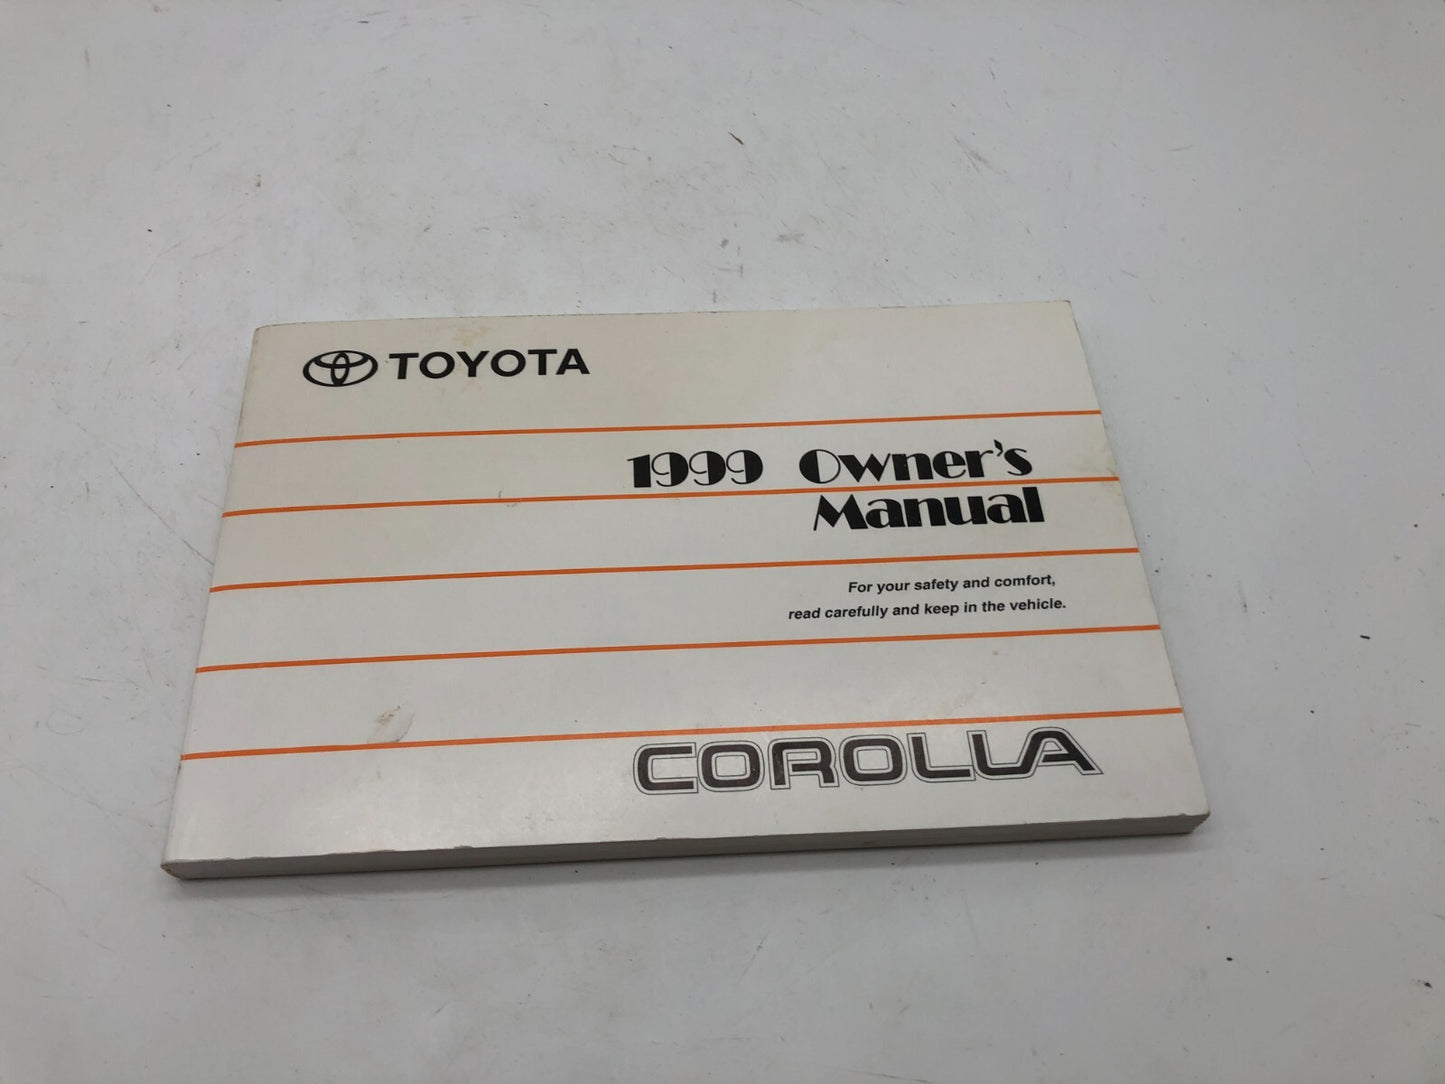 TOYOTA
1999 Owner's
Manual
For your safety and comfort,
read carefully and keep in the vehicle.
COROLLA